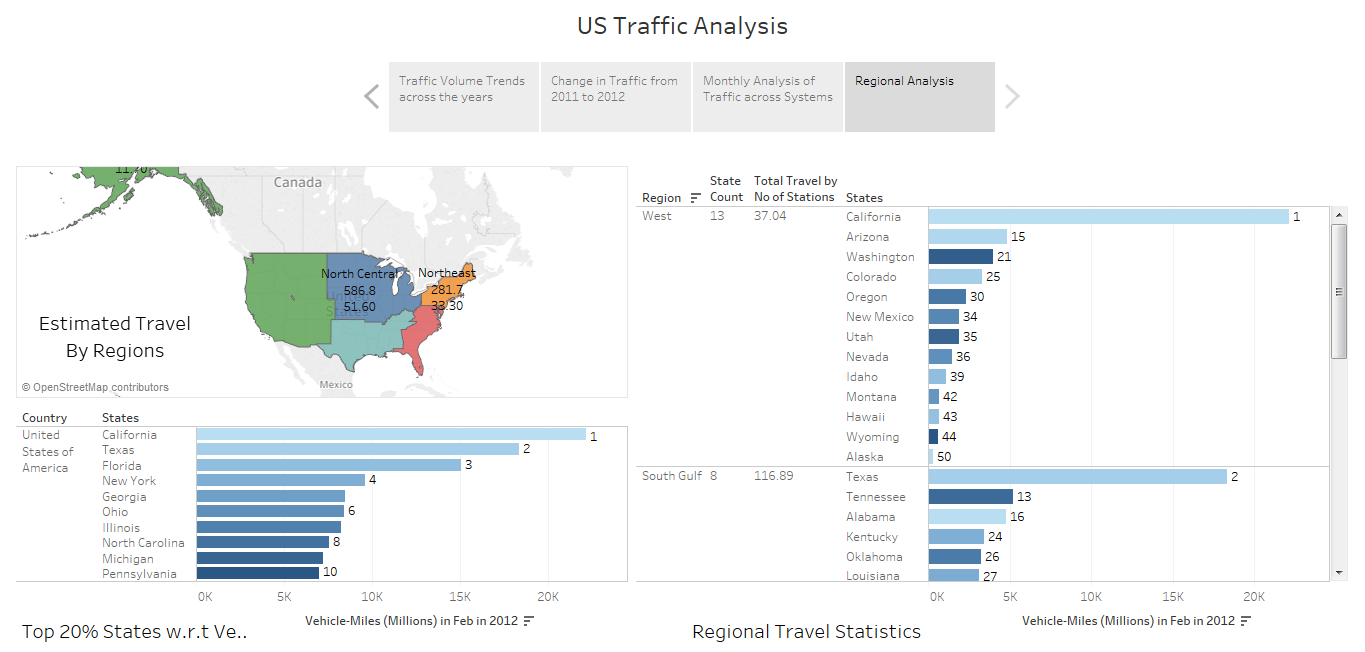 US Traffic Analysis
Traffic Volume Trends
across the years
Change in Traffic from
2011 to 2012
Monthly Analysis of
Traffic across Systems
Regional Analysis
Canada
North Central
586.8
51.60
Northeast
281.7
33.30
United
States
Mexico
Estimated Travel
By Regions
© OpenStreetMap contributors
Country States
United
States of
America
California 1
Texas 2
Florida 3
New York 4
Georgia
Ohio 6
Illinois
North Carolina 8
Michigan
Pennsylvania 10
0K 5K 10K 15K 20K
Vehicle-Miles (Millions) in Feb in 2012
Top 20% States w.r.t Ve..
Region
State
Count
Total Travel by
No of Stations
States
West 13 37.04 California 1
Arizona 15
Washington 21
Colorado 25
Oregon 30
New Mexico 34
Utah 35
Nevada 36
Idaho 39
Montana 42
Hawaii 43
Wyoming 44
Alaska 50
South Gulf 8 116.89 Texas 2
Tennessee 13
Alabama 16
Kentucky 24
Oklahoma 26
Louisiana 27
0K 5K 10K 15K 20K
Vehicle-Miles (Millions) in Feb in 2012
Regional Travel Statistics